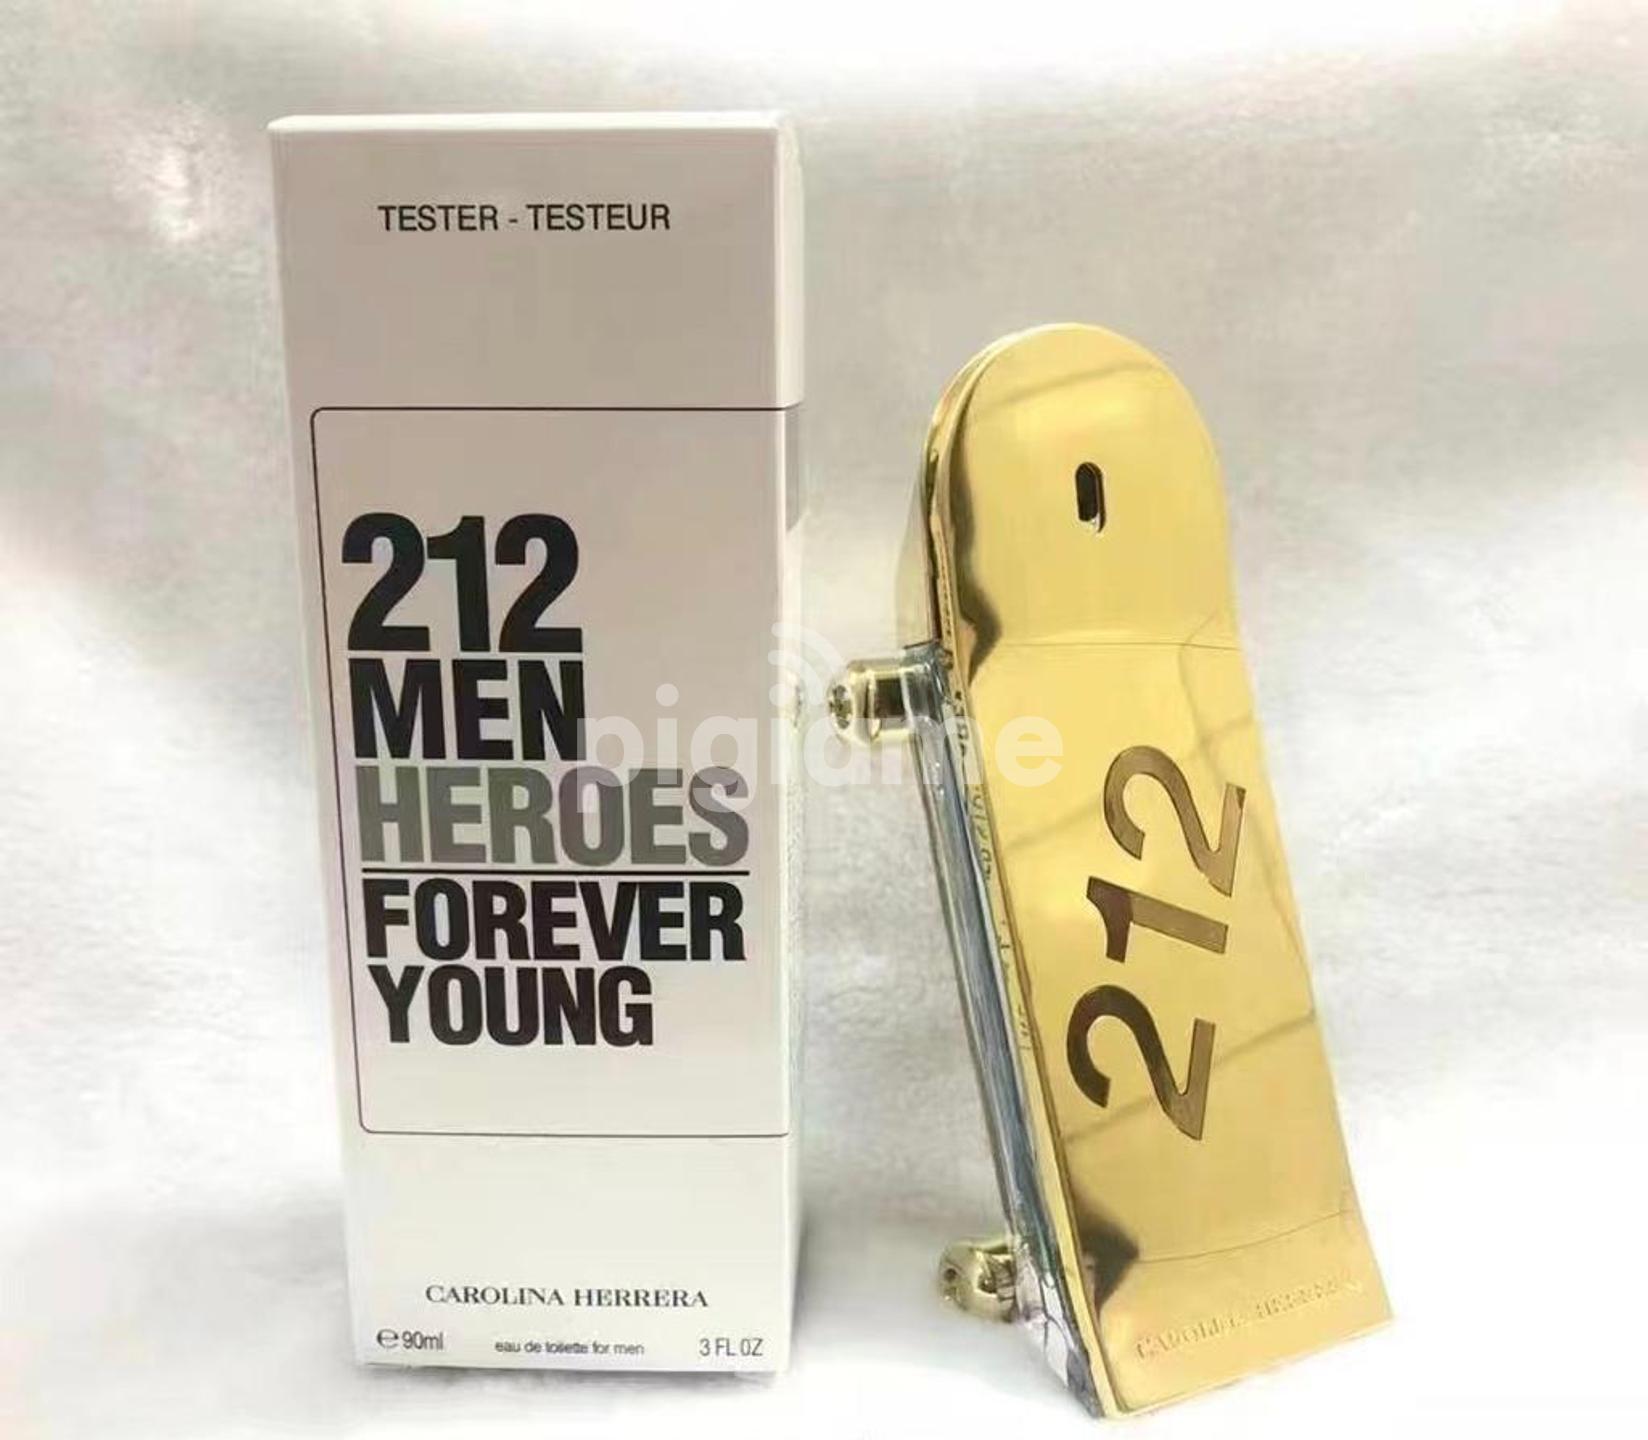 TESTER - TESTEUR
212
MEN
HEROES
FOREVER
YOUNG
CAROLINA HERRERA
e 90ml eau de toilette for men 3 FL OZ
pigiame
212
CAROLINA HERRERA